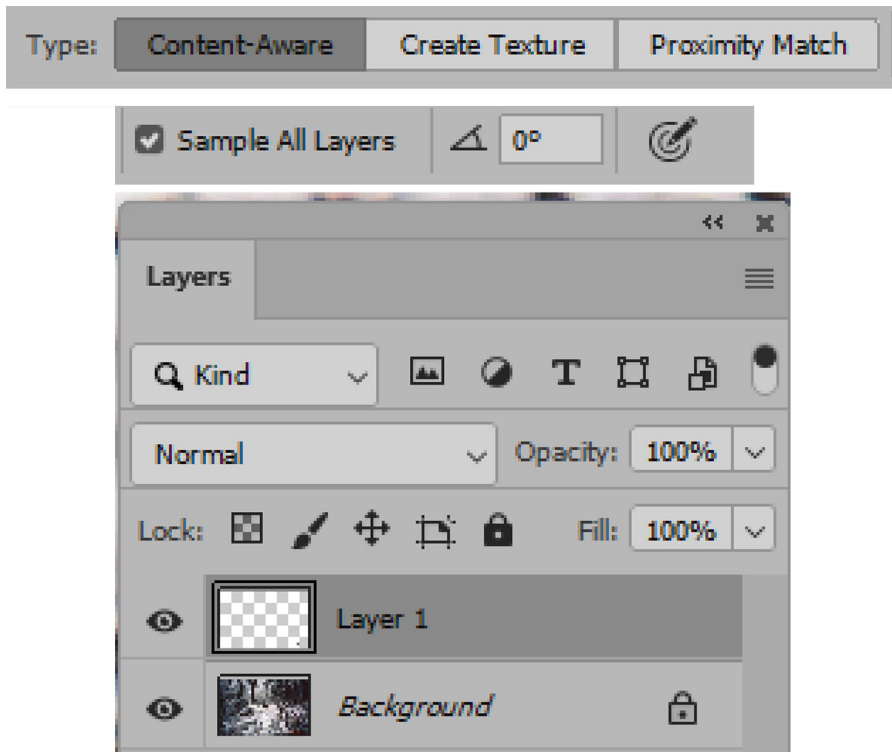 Type: Content-Aware Create Texture Proximity Match
Sample All Layers 0°
Layers
Kind
Normal Opacity: 100%
Lock: Fill: 100%
Layer 1
Background